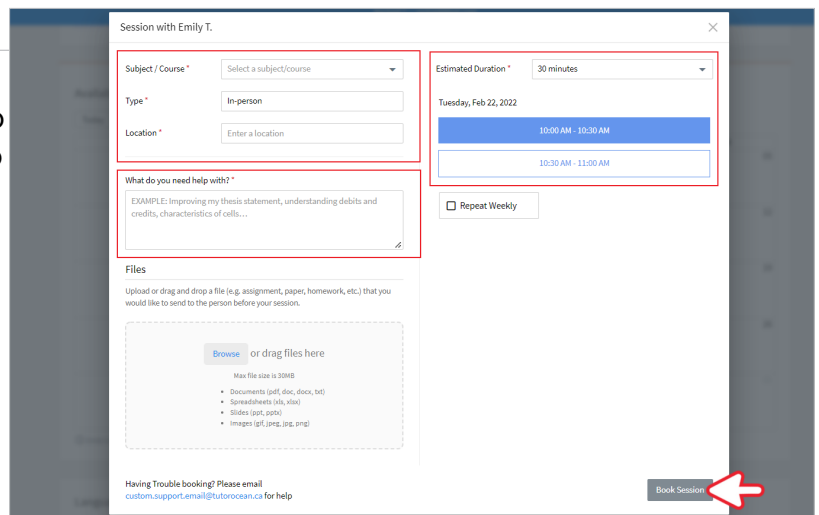 Session with Emily T.
Subject / Course *
Select a subject/course
Type *
In-person
Location *
Enter a location
What do you need help with? *
EXAMPLE: Improving my thesis statement, understanding debits and
credits, characteristics of cells...
Files
Upload or drag and drop a file (e.g. assignment, paper, homework, etc.) that you
would like to send to the person before your session.
Browse or drag files here
Max file size is 30MB
• Documents (pdf, doc, docx, txt)
• Spreadsheets (xls, xlsx)
• Slides (ppt, pptx)
• Images (gif, jpeg, jpg, png)
Having Trouble booking? Please email
custom.support.email@tutorocean.ca for help
Estimated Duration *
30 minutes
Tuesday, Feb 22, 2022
10:00 AM - 10:30 AM
10:30 AM - 11:00 AM
Repeat Weekly
Book Session